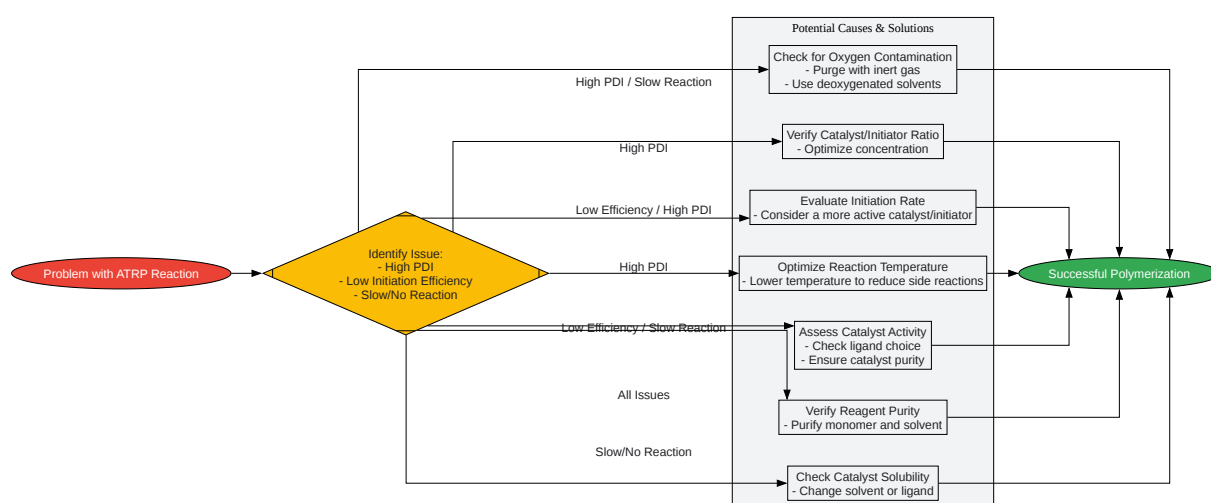 Potential Causes & Solutions
Check for Oxygen Contamination
- Purge with inert gas
- Use deoxygenated solvents
High PDI / Slow Reaction
Verify Catalyst/Initiator Ratio
- Optimize concentration
High PDI
Evaluate Initiation Rate
- Consider a more active catalyst/initiator
Low Efficiency / High PDI
Problem with ATRP Reaction
Identify Issue:
- High PDI
- Low Initiation Efficiency
- Slow/No Reaction
High PDI
Optimize Reaction Temperature
- Lower temperature to reduce side reactions
Successful Polymerization
Low Efficiency / Slow Reaction
Assess Catalyst Activity
- Check ligand choice
- Ensure catalyst purity
All Issues
Verify Reagent Purity
- Purify monomer and solvent
Slow/No Reaction
Check Catalyst Solubility
- Change solvent or ligand